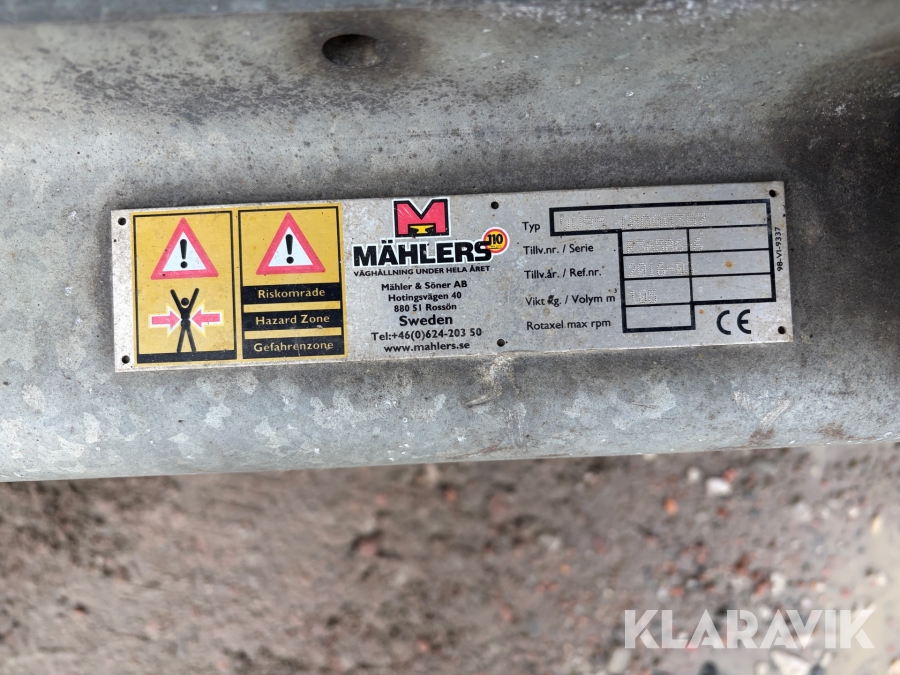 Riskområde
Hazard Zone
Gefahrenzone
M
MÄHLERS
J10
VÄGHÅLLNING UNDER HELA ÅRET
Mähler & Söner AB
Hotingsvägen 40
880 51 Rossön
Sweden
Tel:+46(0)624-203 50
www.mahlers.se
Typ
Tillv.nr. / Serie
Tillv.år. / Ref.nr.
Vikt kg. / Volym m³
Rotaxel max rpm
CE
98-VI-9337
KLARAVIK